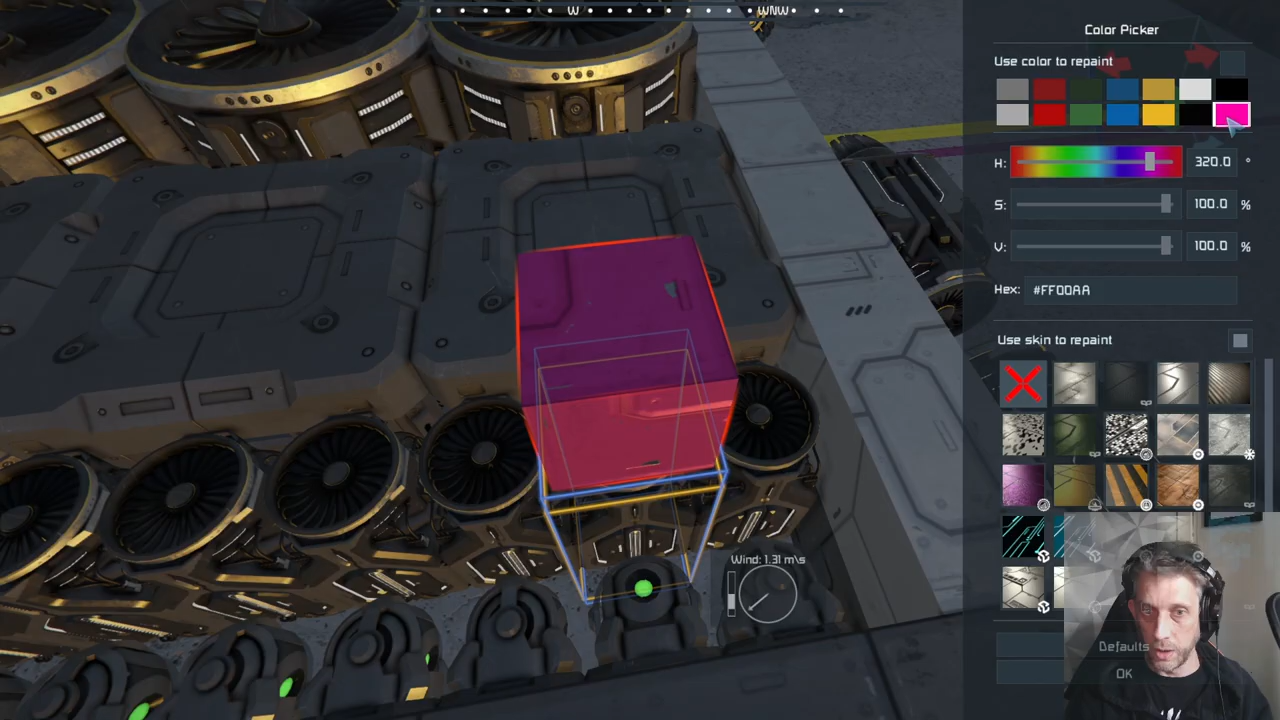 W
WNW
Color Picker
Use color to repaint
H: 320.0 °
S: 100.0 %
V: 100.0 %
Hex: #FF00AA
Use skin to repaint
Wind: 1.31 m/s
Defaults
OK